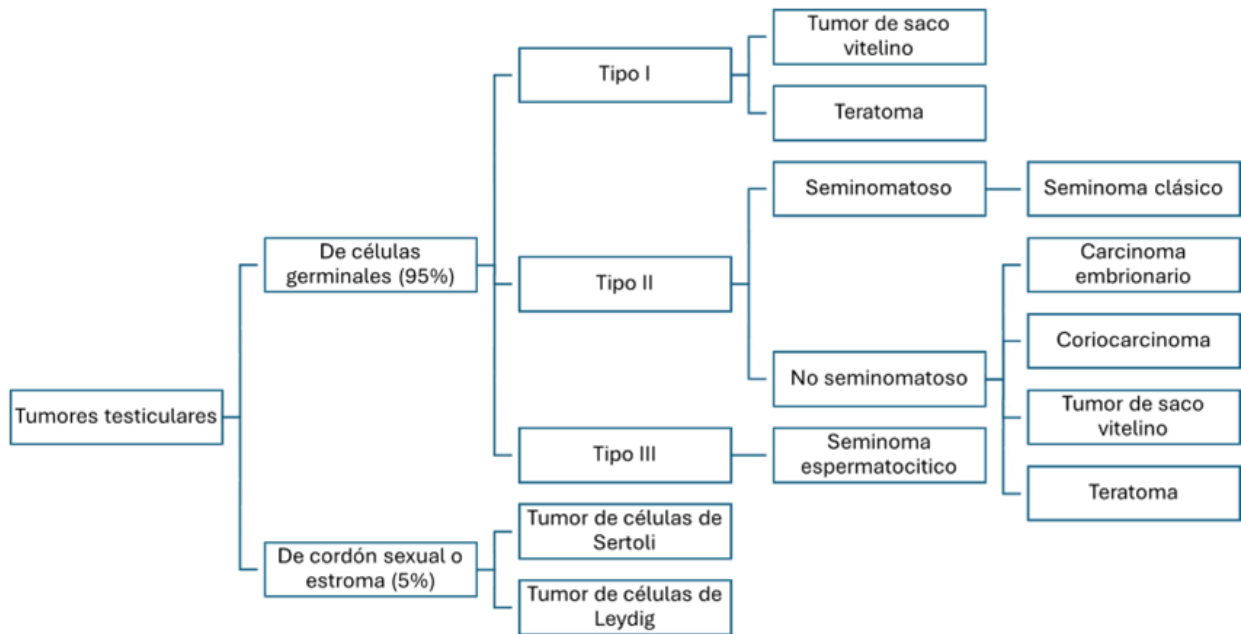 Tumores testiculares
De células
germinales (95%)
Tipo I
Tumor de saco
vitelino
Teratoma
Tipo II
Seminomatoso
Seminoma clásico
No seminomatoso
Carcinoma
embrionario
Coriocarcinoma
Tumor de saco
vitelino
Teratoma
Tipo III
Seminoma
espermatocitico
De cordón sexual o
estroma (5%)
Tumor de células de
Sertoli
Tumor de células de
Leydig